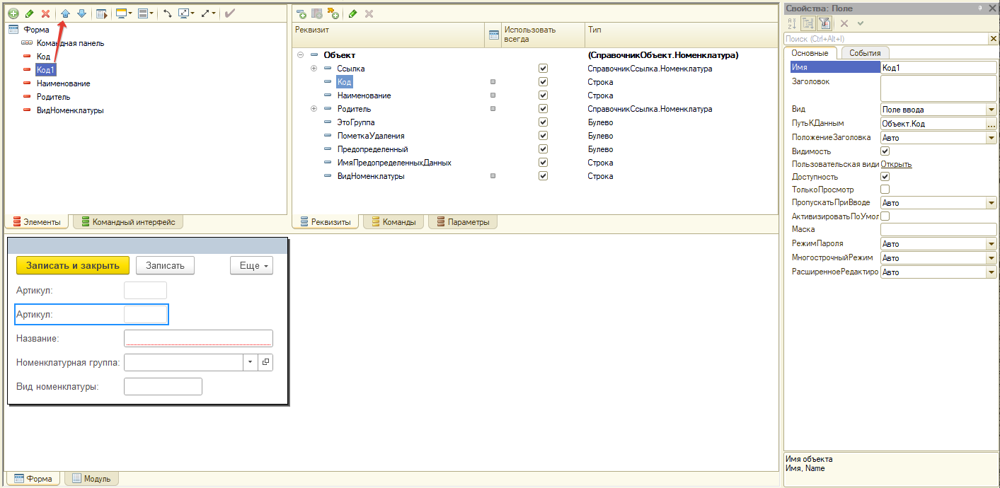 Форма
Командная панель
Код
Код1
Наименование
Родитель
ВидНоменклатуры
Элементы
Командный интерфейс
Реквизит
Использовать всегда
Тип
Объект
(СправочникОбъект.Номенклатура)
Ссылка
СправочникСсылка.Номенклатура
Код
Строка
Наименование
Строка
Родитель
СправочникСсылка.Номенклатура
ЭтоГруппа
Булево
ПометкаУдаления
Булево
Предопределенный
Булево
ИмяПредопределенныхДанных
Строка
ВидНоменклатуры
Строка
Реквизиты
Команды
Параметры
Записать и закрыть
Записать
Еще
Артикул:
Артикул:
Название:
Номенклатурная группа:
Вид номенклатуры:
Форма
Модуль
Свойства: Поле
Поиск (Ctrl+Alt+I)
Основные
События
Имя
Код1
Заголовок
Вид
Поле ввода
ПутьКДанным
Объект.Код
ПоложениеЗаголовка
Авто
Видимость
Пользовательская види
Открыть
Доступность
ТолькоПросмотр
ПропускатьПриВводе
Авто
АктивизироватьПоУмол
Маска
РежимПароля
Авто
МногострочныйРежим
Авто
РасширенноеРедактиро
Авто
Имя объекта
Имя, Name